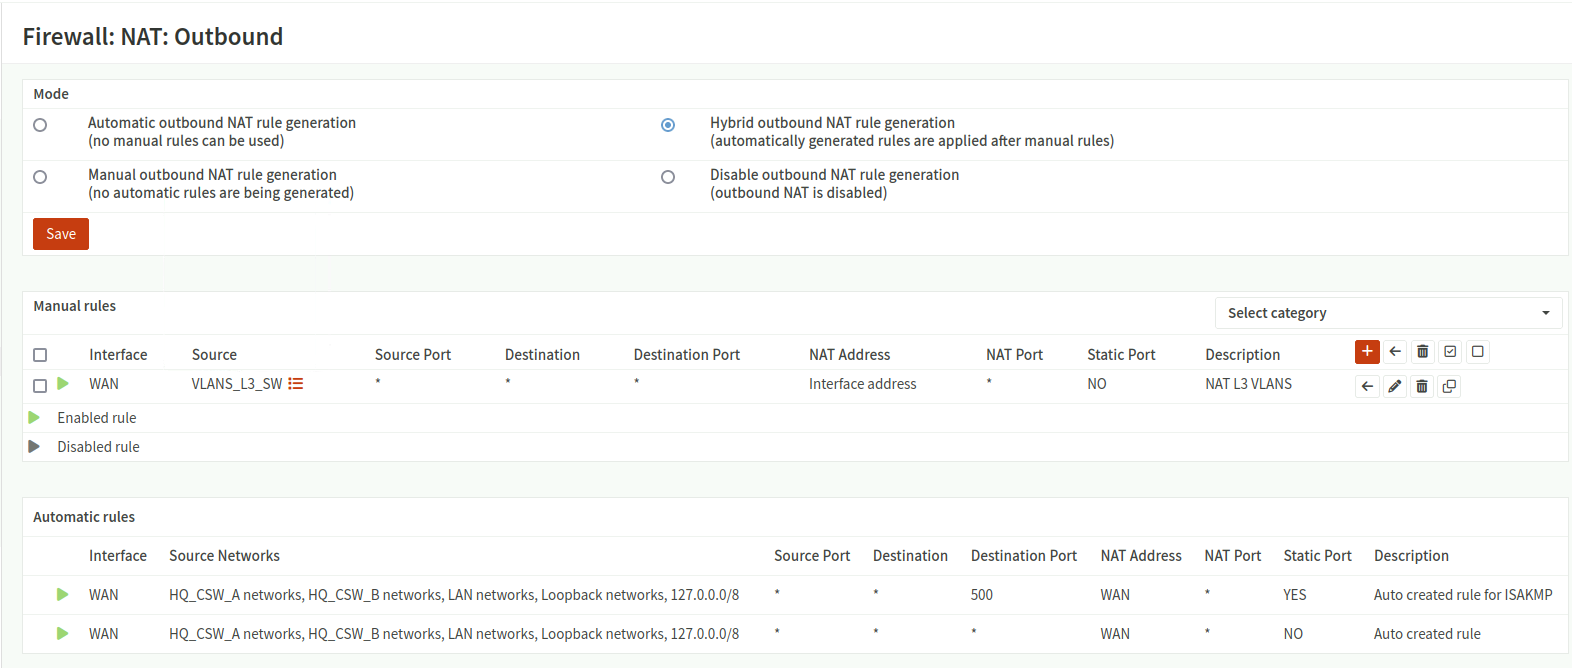 Firewall: NAT: Outbound
Mode
Automatic outbound NAT rule generation
(no manual rules can be used)
Hybrid outbound NAT rule generation
(automatically generated rules are applied after manual rules)
Manual outbound NAT rule generation
(no automatic rules are being generated)
Disable outbound NAT rule generation
(outbound NAT is disabled)
Save
Manual rules
Select category
Interface Source Source Port Destination Destination Port NAT Address NAT Port Static Port Description
WAN VLANS_L3_SW * * * Interface address * NO NAT L3 VLANS
Enabled rule
Disabled rule
Automatic rules
Interface Source Networks Source Port Destination Destination Port NAT Address NAT Port Static Port Description
WAN HQ_CSW_A networks, HQ_CSW_B networks, LAN networks, Loopback networks, 127.0.0.0/8 * * 500 WAN * YES Auto created rule for ISAKMP
WAN HQ_CSW_A networks, HQ_CSW_B networks, LAN networks, Loopback networks, 127.0.0.0/8 * * * WAN * NO Auto created rule